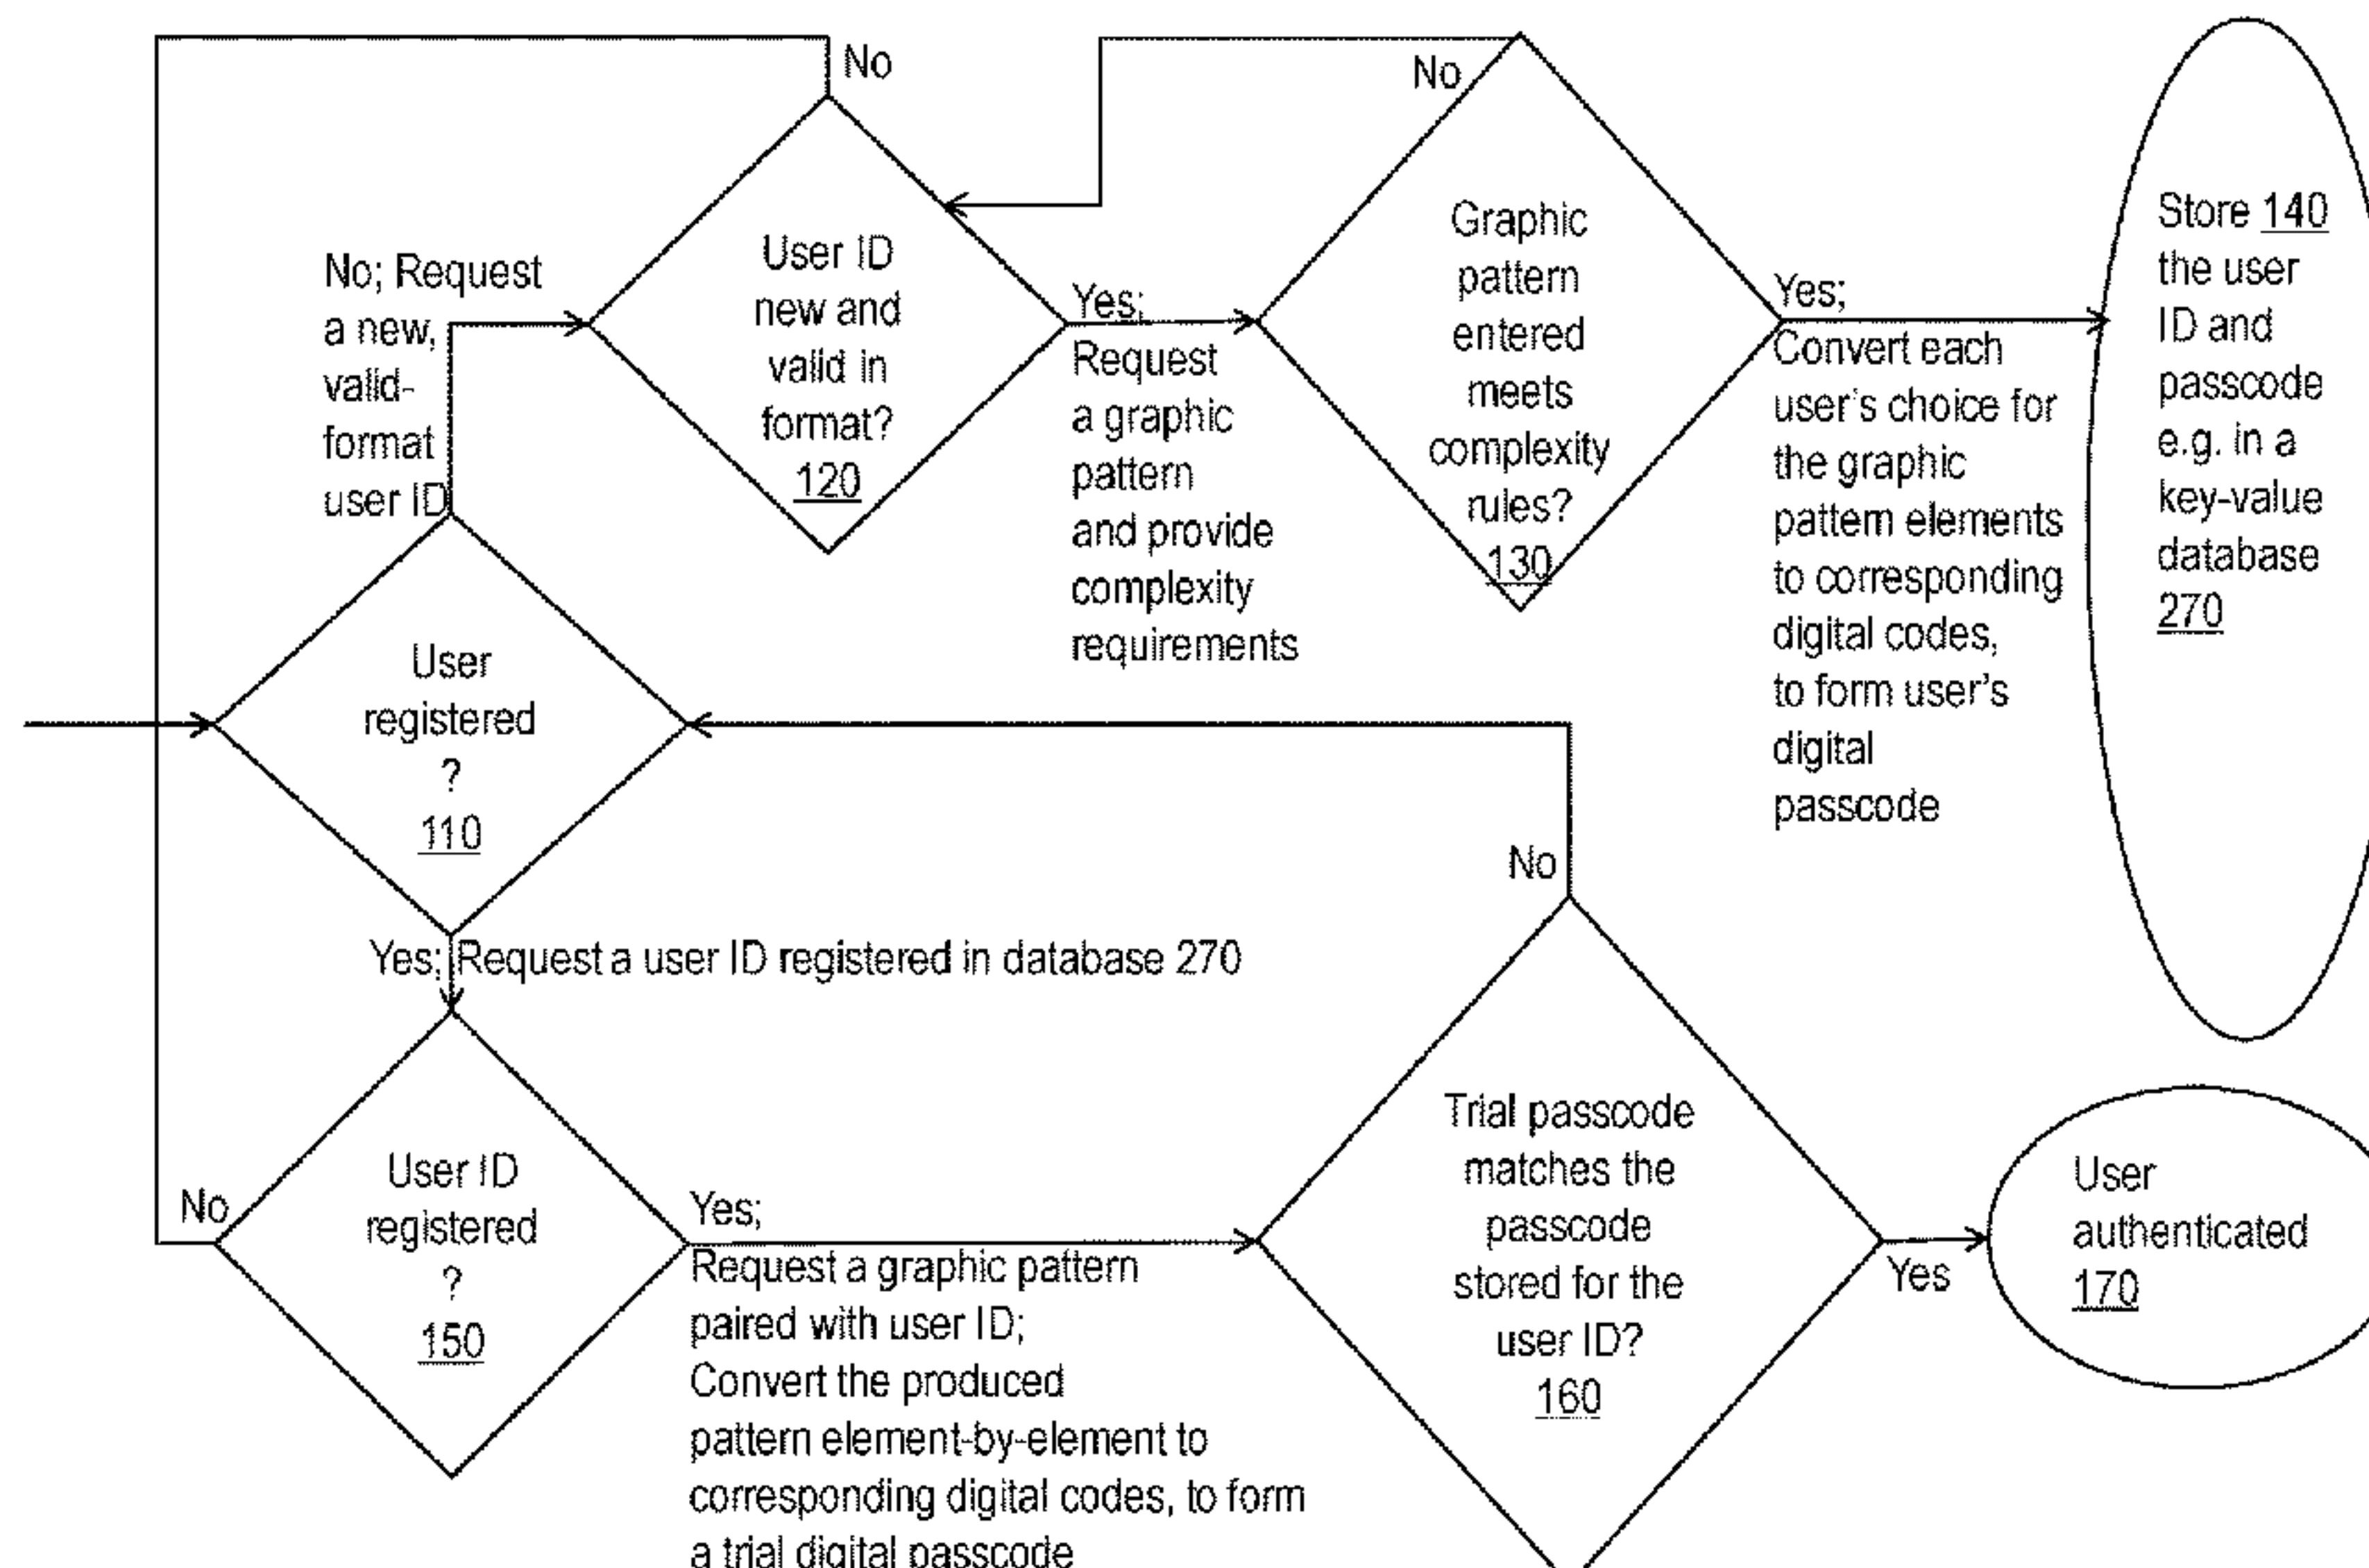 No
No
No; Request
a new,
valid-
format
user ID
User ID
new and
valid in
format?
120
Yes;
Request
a graphic
pattern
and provide
complexity
requirements
Graphic
pattern
entered
meets
complexity
rules?
130
Yes;
Convert each
user's choice for
the graphic
pattern elements
to corresponding
digital codes,
to form user's
digital
passcode
Store 140
the user
ID and
passcode
e.g. in a
key-value
database
270
User
registered
?
110
No
Yes; Request a user ID registered in database 270
No
User ID
registered
?
150
Yes;
Request a graphic pattern
paired with user ID;
Convert the produced
pattern element-by-element to
corresponding digital codes, to form
a trial digital passcode
Trial passcode
matches the
passcode
stored for the
user ID?
160
Yes
User
authenticated
170